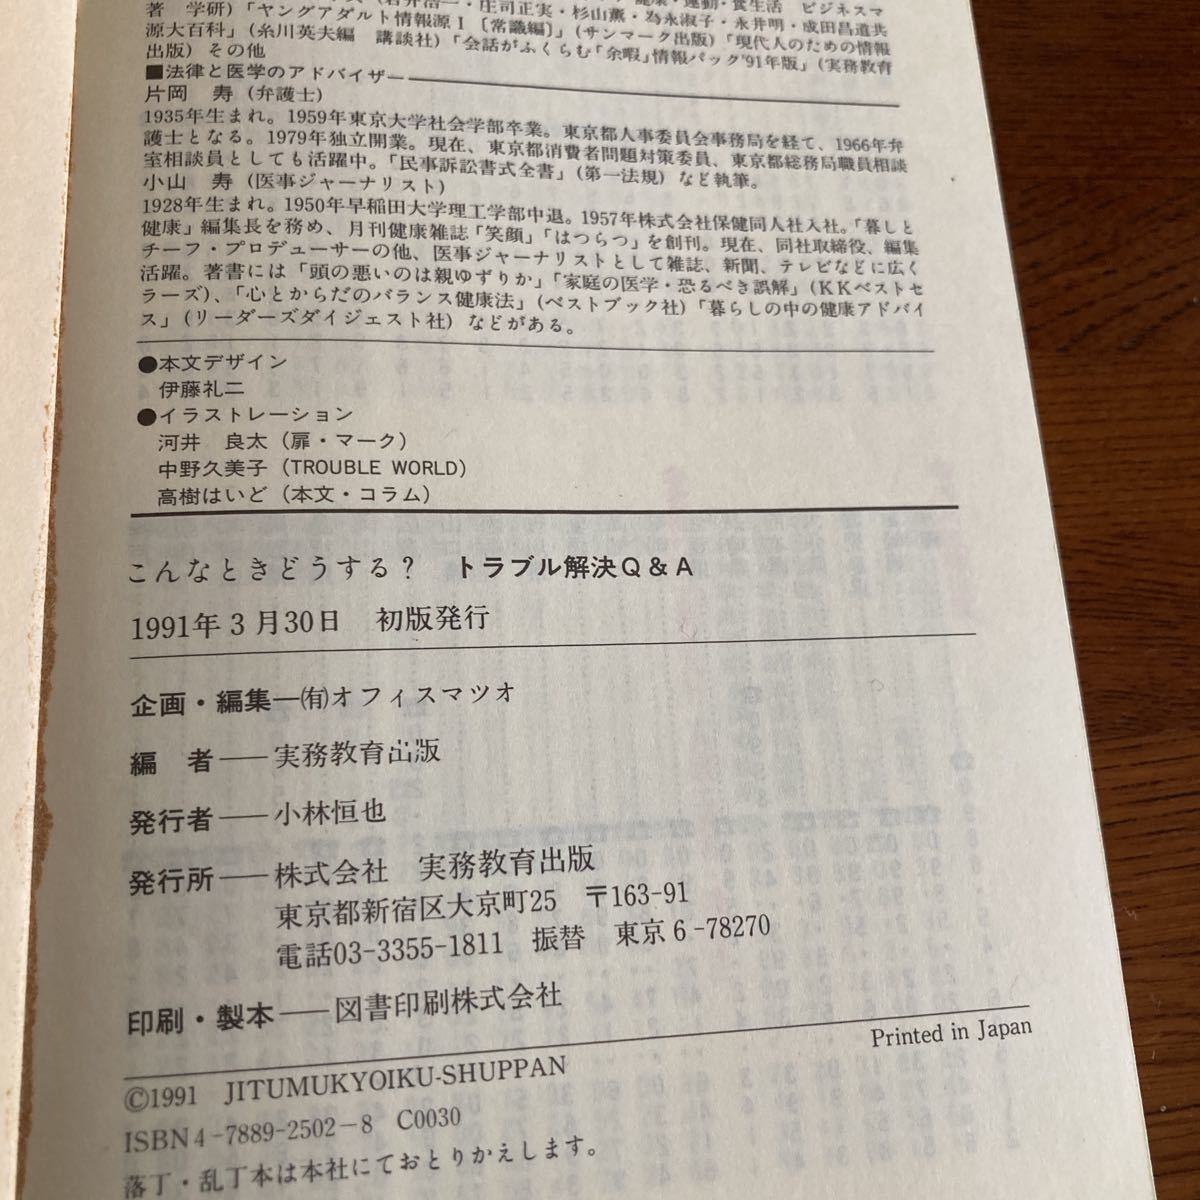 著 学研)「ヤングアダルト情報源Ⅰ〔常識編〕」(サンマーク出版)「現代人のための情報
源大百科」(糸川英夫編 講談社)「会話がふくらむ「余暇」情報パック'91年版」(実務教育
出版) その他
■法律と医学のアドバイザー
片岡 寿(弁護士)
1935年生まれ。1959年東京大学社会学部卒業。東京都人事委員会事務局を経て、1966年弁
護士となる。1979年独立開業。現在、東京都消費者問題対策委員、東京都総務局職員相談
室相談員としても活躍中。「民事訴訟書式全書」(第一法規) など執筆。
小山 寿(医事ジャーナリスト)
1928年生まれ。1950年早稲田大学理工学部中退。1957年株式会社保健同人社入社。「暮しと
健康」編集長を務め、月刊健康雑誌「笑顔」「はつらつ」を創刊。現在、同社取締役、編集
チーフ・プロデューサーの他、医事ジャーナリストとして雑誌、新聞、テレビなどに広く
活躍。著書には「頭の悪いのは親ゆずりか」「家庭の医学・恐るべき誤解」(KKベストセ
ラーズ)、「心とからだのバランス健康法」(ベストブック社)「暮らしの中の健康アドバイ
ス」(リーダーズダイジェスト社) などがある。
●本文デザイン
伊藤礼二
●イラストレーション
河井 良太(扉・マーク)
中野久美子(TROUBLE WORLD)
高樹はいど(本文・コラム)
こんなときどうする? トラブル解決Q&A
1991年3月30日 初版発行
企画・編集―㈲オフィスマツオ
編 者――実務教育出版
発行者――小林恒也
発行所――株式会社 実務教育出版
東京都新宿区大京町25 〒163-91
電話03-3355-1811 振替 東京6-78270
印刷・製本――図書印刷株式会社
Printed in Japan
©1991 JITUMUKYOIKU-SHUPPAN
ISBN4-7889-2502-8 C0030
落丁・乱丁本は本社にておとりかえします。